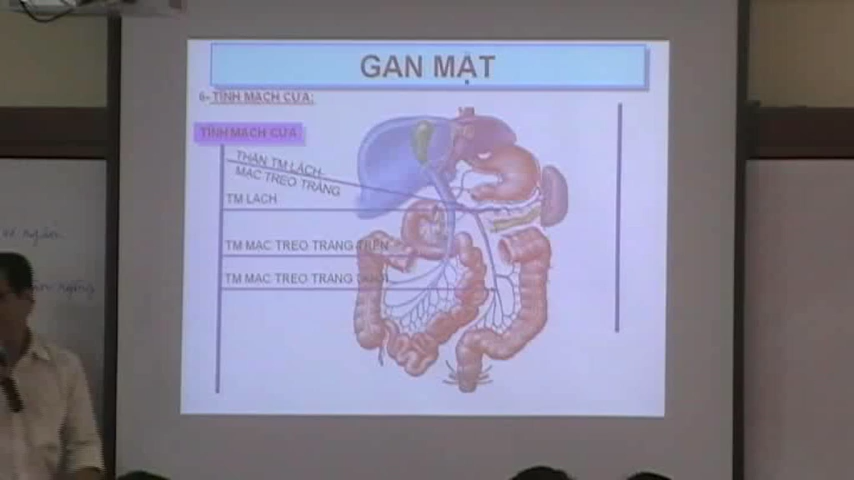 GAN MẬT
6- TĨNH MẠCH CỬA:
TĨNH MẠCH CỬA
THÂN TM LÁCH-
MẠC TREO TRÀNG
TM LÁCH
TM MẠC TREO TRÀNG TRÊN
TM MẠC TREO TRÀNG DƯỚI